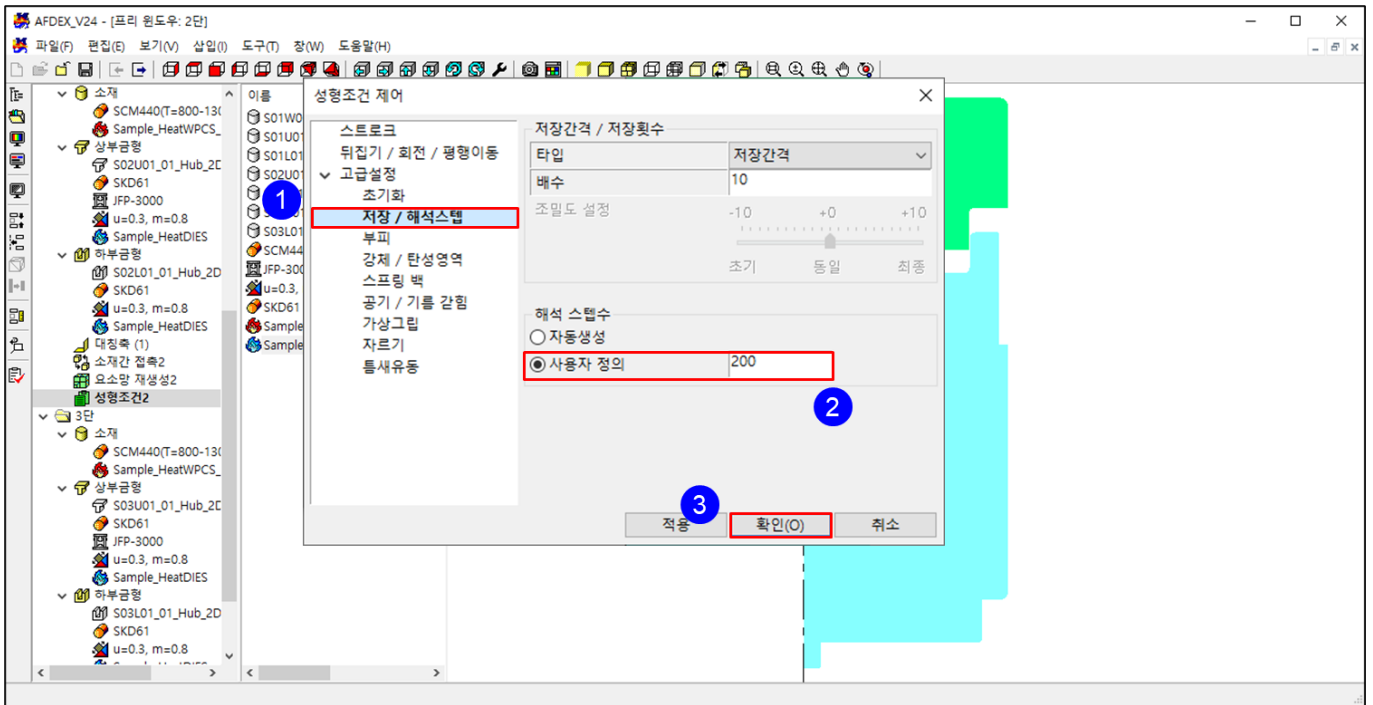 AFDEX_V24 - [프리 윈도우: 2단]
파일(F) 편집(E) 보기(V) 삽입(I) 도구(T) 창(W) 도움말(H)
소재
SCM440(T=800-130
Sample_HeatWPCS_
상부금형
S02U01_01_Hub_2D
SKD61
JFP-3000
u=0.3, m=0.8
Sample_HeatDIES
하부금형
S02L01_01_Hub_2D
SKD61
u=0.3, m=0.8
Sample_HeatDIES
대칭축 (1)
소재간 접촉2
요소망 재생성2
성형조건2
3단
소재
SCM440(T=800-130
Sample_HeatWPCS_
상부금형
S03U01_01_Hub_2D
SKD61
JFP-3000
u=0.3, m=0.8
Sample_HeatDIES
하부금형
S03L01_01_Hub_2D
SKD61
u=0.3, m=0.8
이름
S01W0
S01U01
S01L01
S02U01
S03L01
SCM44
JFP-300
u=0.3,
SKD61
Sample
Sample
성형조건 제어
스트로크
뒤집기 / 회전 / 평행이동
고급설정
초기화
1
저장 / 해석스텝
부피
강체 / 탄성영역
스프링 백
공기 / 기름 갇힘
가상그립
자르기
틈새유동
저장간격 / 저장횟수
타입 저장간격
배수 10
조밀도 설정 -10 +0 +10
초기 동일 최종
해석 스텝수
자동생성
사용자 정의 200
2
3
적용 확인(O) 취소